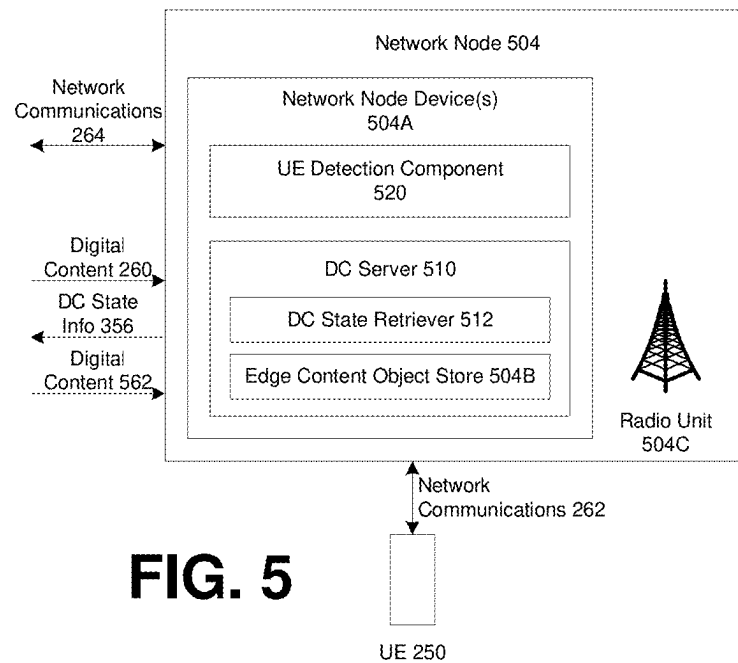 Network Node 504
Network
Communications
264
Network Node Device(s)
504A
UE Detection Component
520
Digital
Content 260
DC State
Info 356
Digital
Content 562
DC Server 510
DC State Retriever 512
Edge Content Object Store 504B
Radio Unit
504C
Network
Communications 262
FIG. 5
UE 250